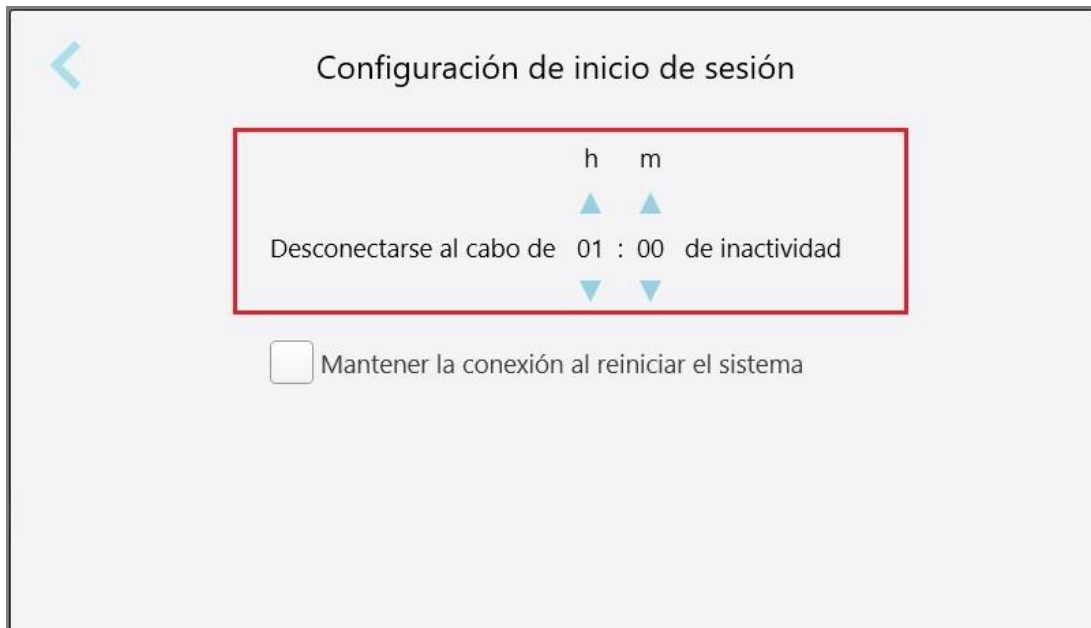 Configuración de inicio de sesión
h m
Desconectarse al cabo de 01 : 00 de inactividad
Mantener la conexión al reiniciar el sistema